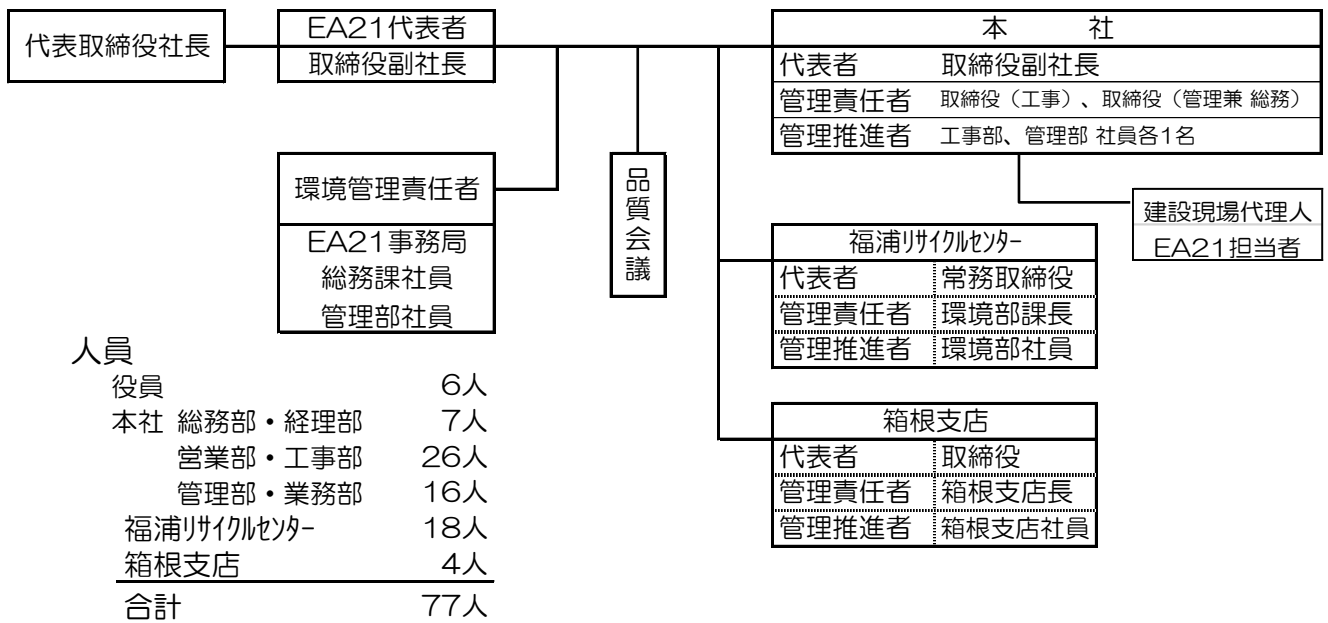 代表取締役社長
EA21代表者
取締役副社長
環境管理責任者
EA21事務局
総務課社員
管理部社員
品質会議
本 社
代表者 取締役副社長
管理責任者 取締役（工事）、取締役（管理兼 総務）
管理推進者 工事部、管理部 社員各1名
建設現場代理人
EA21担当者
福浦ﾘｻｲｸﾙｾﾝﾀｰ
代表者 常務取締役
管理責任者 環境部課長
管理推進者 環境部社員
箱根支店
代表者 取締役
管理責任者 箱根支店長
管理推進者 箱根支店社員
人員
役員 6人
本社 総務部・経理部 7人
営業部・工事部 26人
管理部・業務部 16人
福浦ﾘｻｲｸﾙｾﾝﾀｰ 18人
箱根支店 4人
合計 77人